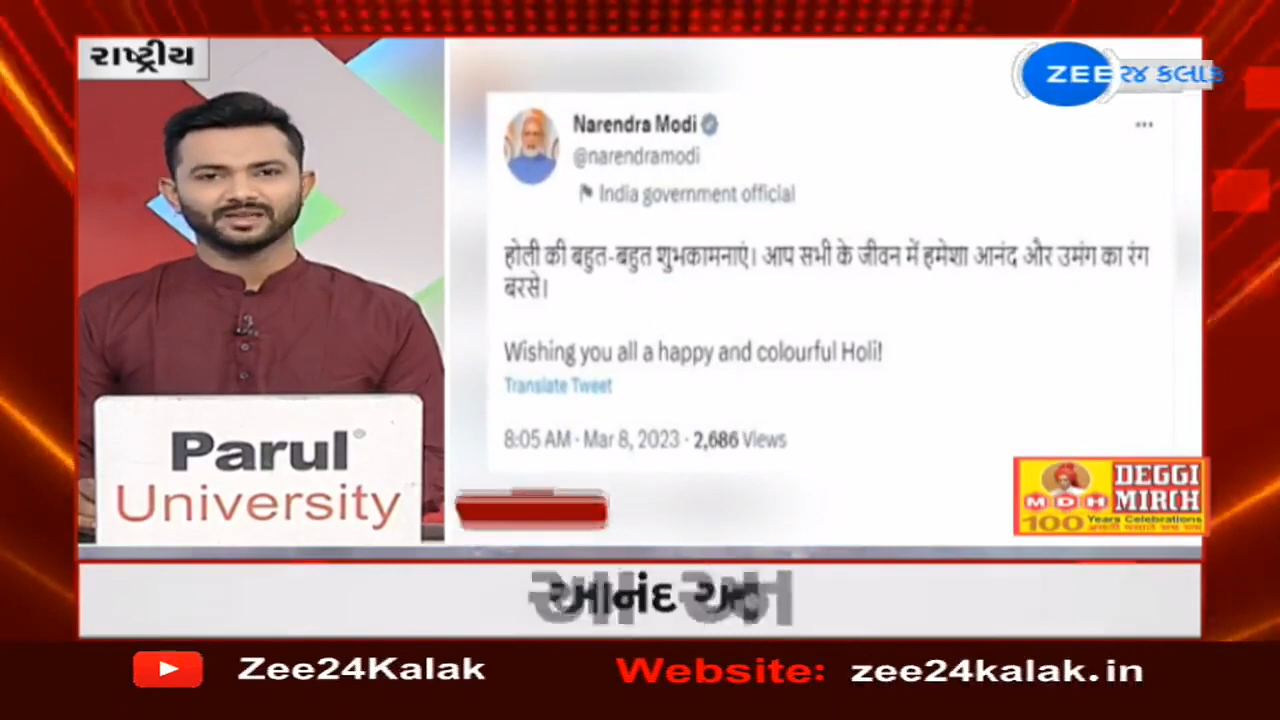 રાષ્ટ્રીય
ZEE ૨૪ કલાક
Narendra Modi
@narendramodi
India government official
होली की बहुत-बहुत शुभकामनाएं। आप सभी के जीवन में हमेशा आनंद और उमंग का रंग
बरसे।
Wishing you all a happy and colourful Holi!
Translate Tweet
8:05 AM · Mar 8, 2023 · 2,686 Views
Parul
University
DEGGI
MDH MIRCH
100 Years Celebrations
આનંદ
Zee24Kalak
Website: zee24kalak.in